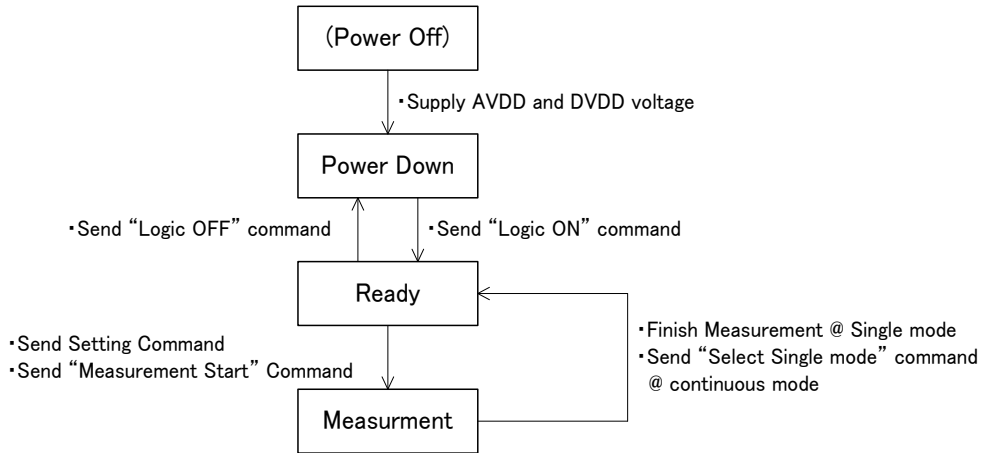 (Power Off)
・Supply AVDD and DVDD voltage
Power Down
・Send “Logic OFF” command
・Send “Logic ON” command
Ready
・Send Setting Command
・Send “Measurement Start” Command
・Finish Measurement @ Single mode
・Send “Select Single mode” command
@ continuous mode
Measurment